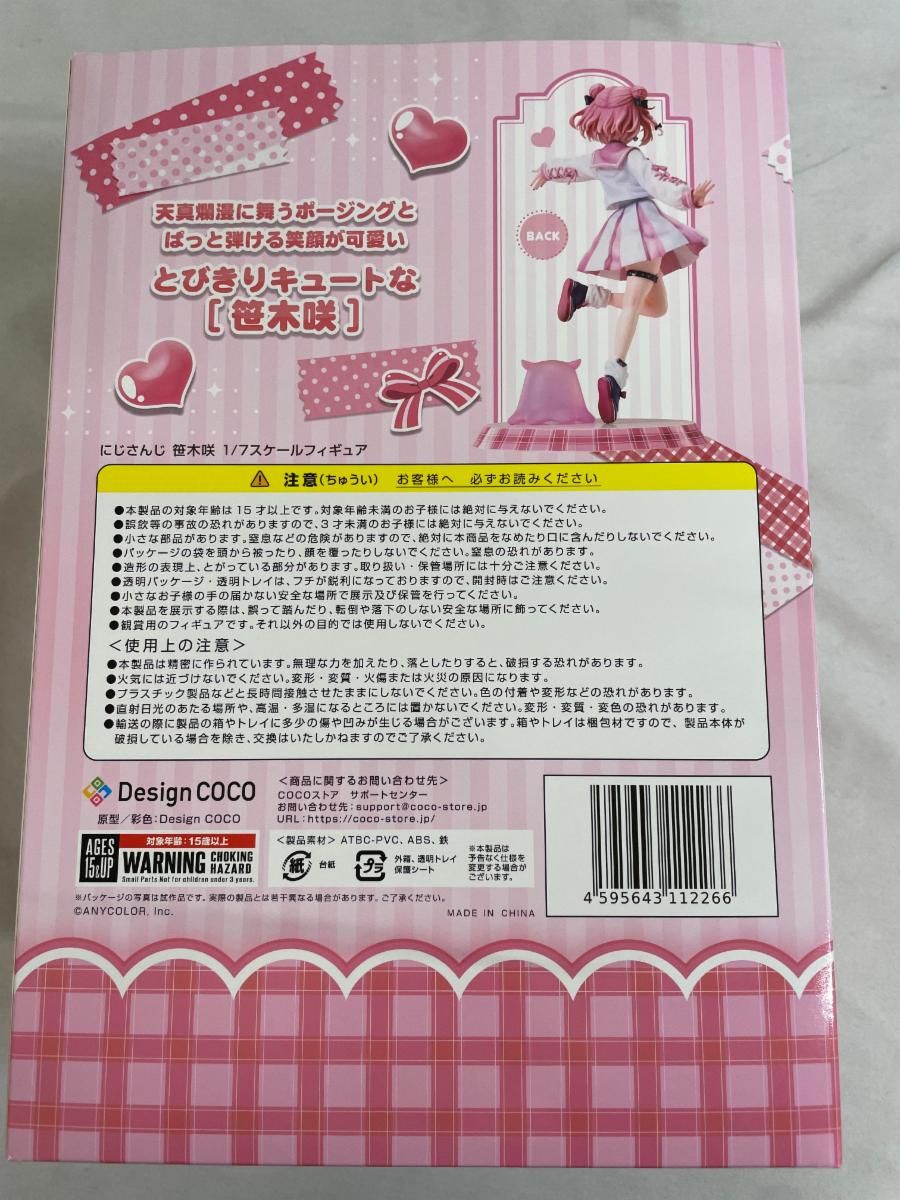 天真爛漫に舞うポージングと
ぱっと弾ける笑顔が可愛い
とびきりキュートな
[ 笹木咲 ]
BACK
にじさんじ 笹木咲 1/7スケールフィギュア
注意(ちゅうい) お客様へ 必ずお読みください
●本製品の対象年齢は15才以上です。対象年齢未満のお子様には絶対に与えないでください。
●誤飲等の事故の恐れがありますので、3才未満のお子様には絶対に与えないでください。
●小さな部品があります。窒息などの危険がありますので、絶対に本商品をなめたり口に含んだりしないでください。
●パッケージの袋を頭から被ったり、顔を覆ったりしないでください。窒息の恐れがあります。
●造形の表現上、とがっている部分があります。取り扱い・保管場所には十分ご注意ください。
●透明パッケージ・透明トレイは、フチが鋭利になっておりますので、開封時はご注意ください。
●小さなお子様の手の届かない安全な場所で展示及び保管を行ってください。
●本製品を展示する際は、誤って踏んだり、転倒や落下のしない安全な場所に飾ってください。
●観賞用のフィギュアです。それ以外の目的では使用しないでください。
<使用上の注意>
●本製品は精密に作られています。無理な力を加えたり、落としたりすると、破損する恐れがあります。
●火気には近づけないでください。変形・変質・火傷または火災の原因になります。
●プラスチック製品などと長時間接触させたままにしないでください。色の付着や変形などの恐れがあります。
●直射日光のあたる場所や、高温・多湿になるところには置かないでください。変形・変質・変色の恐れがあります。
●輸送の際に製品の箱やトレイに多少の傷や凹みが生じる場合がございます。箱やトレイは梱包材ですので、製品本体が
破損している場合を除き、交換はいたしかねますのでご了承ください。
Design COCO
原型/彩色:Design COCO
<商品に関するお問い合わせ先>
COCOストア サポートセンター
お問い合わせ先:support@coco-store.jp
URL:https://coco-store.jp/
AGES
15&UP
対象年齢:15歳以上
WARNING CHOKING
HAZARD
Small Parts Not for children under 3 years.
<製品素材> ATBC-PVC、ABS、鉄
紙 台紙
プラ 外箱、透明トレイ
保護シート
※本製品は
予告なく仕様を
変更する場合が
ございます。
※パッケージの写真は試作品です。実際の製品とは若干異なる場合があります。ご了承ください。
©ANYCOLOR, Inc.
MADE IN CHINA
4 595643 112266